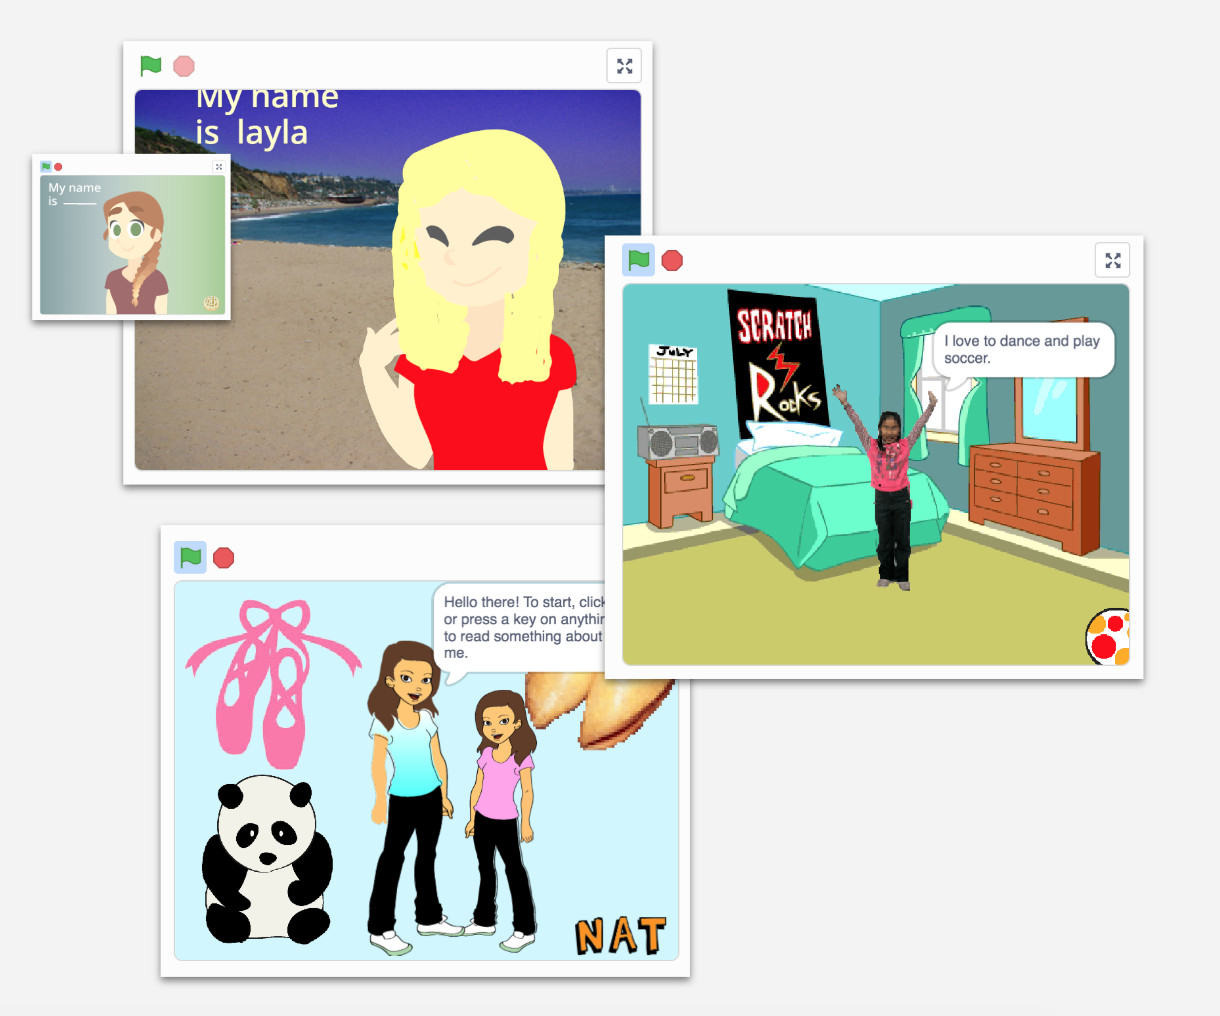 My name
is layla
My name
is ____
SCRATCH
Rocks
JULY
I love to dance and play
soccer.
Hello there! To start, click
or press a key on anythin
to read something about
me.
NAT